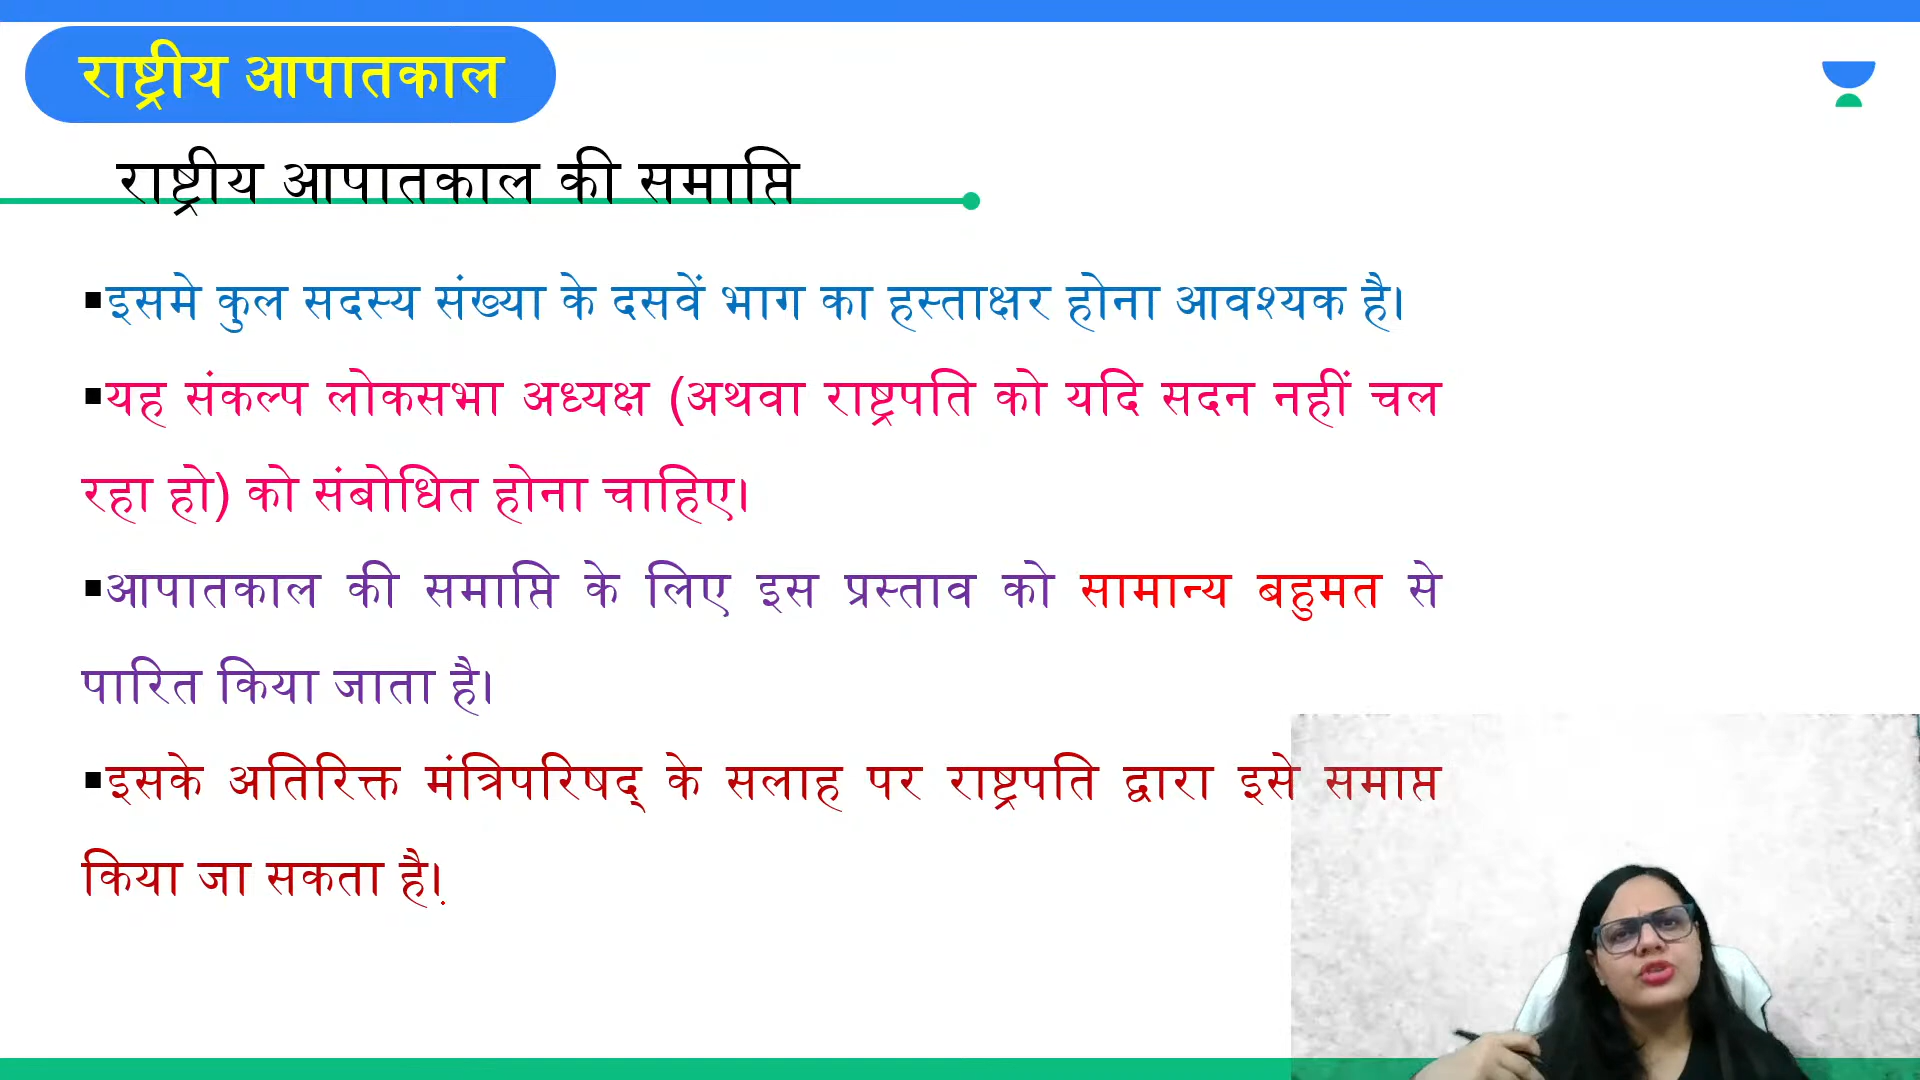 राष्ट्रीय आपातकाल
राष्ट्रीय आपातकाल की समाप्ति
▪इसमे कुल सदस्य संख्या के दसवें भाग का हस्ताक्षर होना आवश्यक है।
▪यह संकल्प लोकसभा अध्यक्ष (अथवा राष्ट्रपति को यदि सदन नहीं चल
रहा हो) को संबोधित होना चाहिए।
▪आपातकाल की समाप्ति के लिए इस प्रस्ताव को सामान्य बहुमत से
पारित किया जाता है।
▪इसके अतिरिक्त मंत्रिपरिषद् के सलाह पर राष्ट्रपति द्वारा इसे समाप्त
किया जा सकता है।